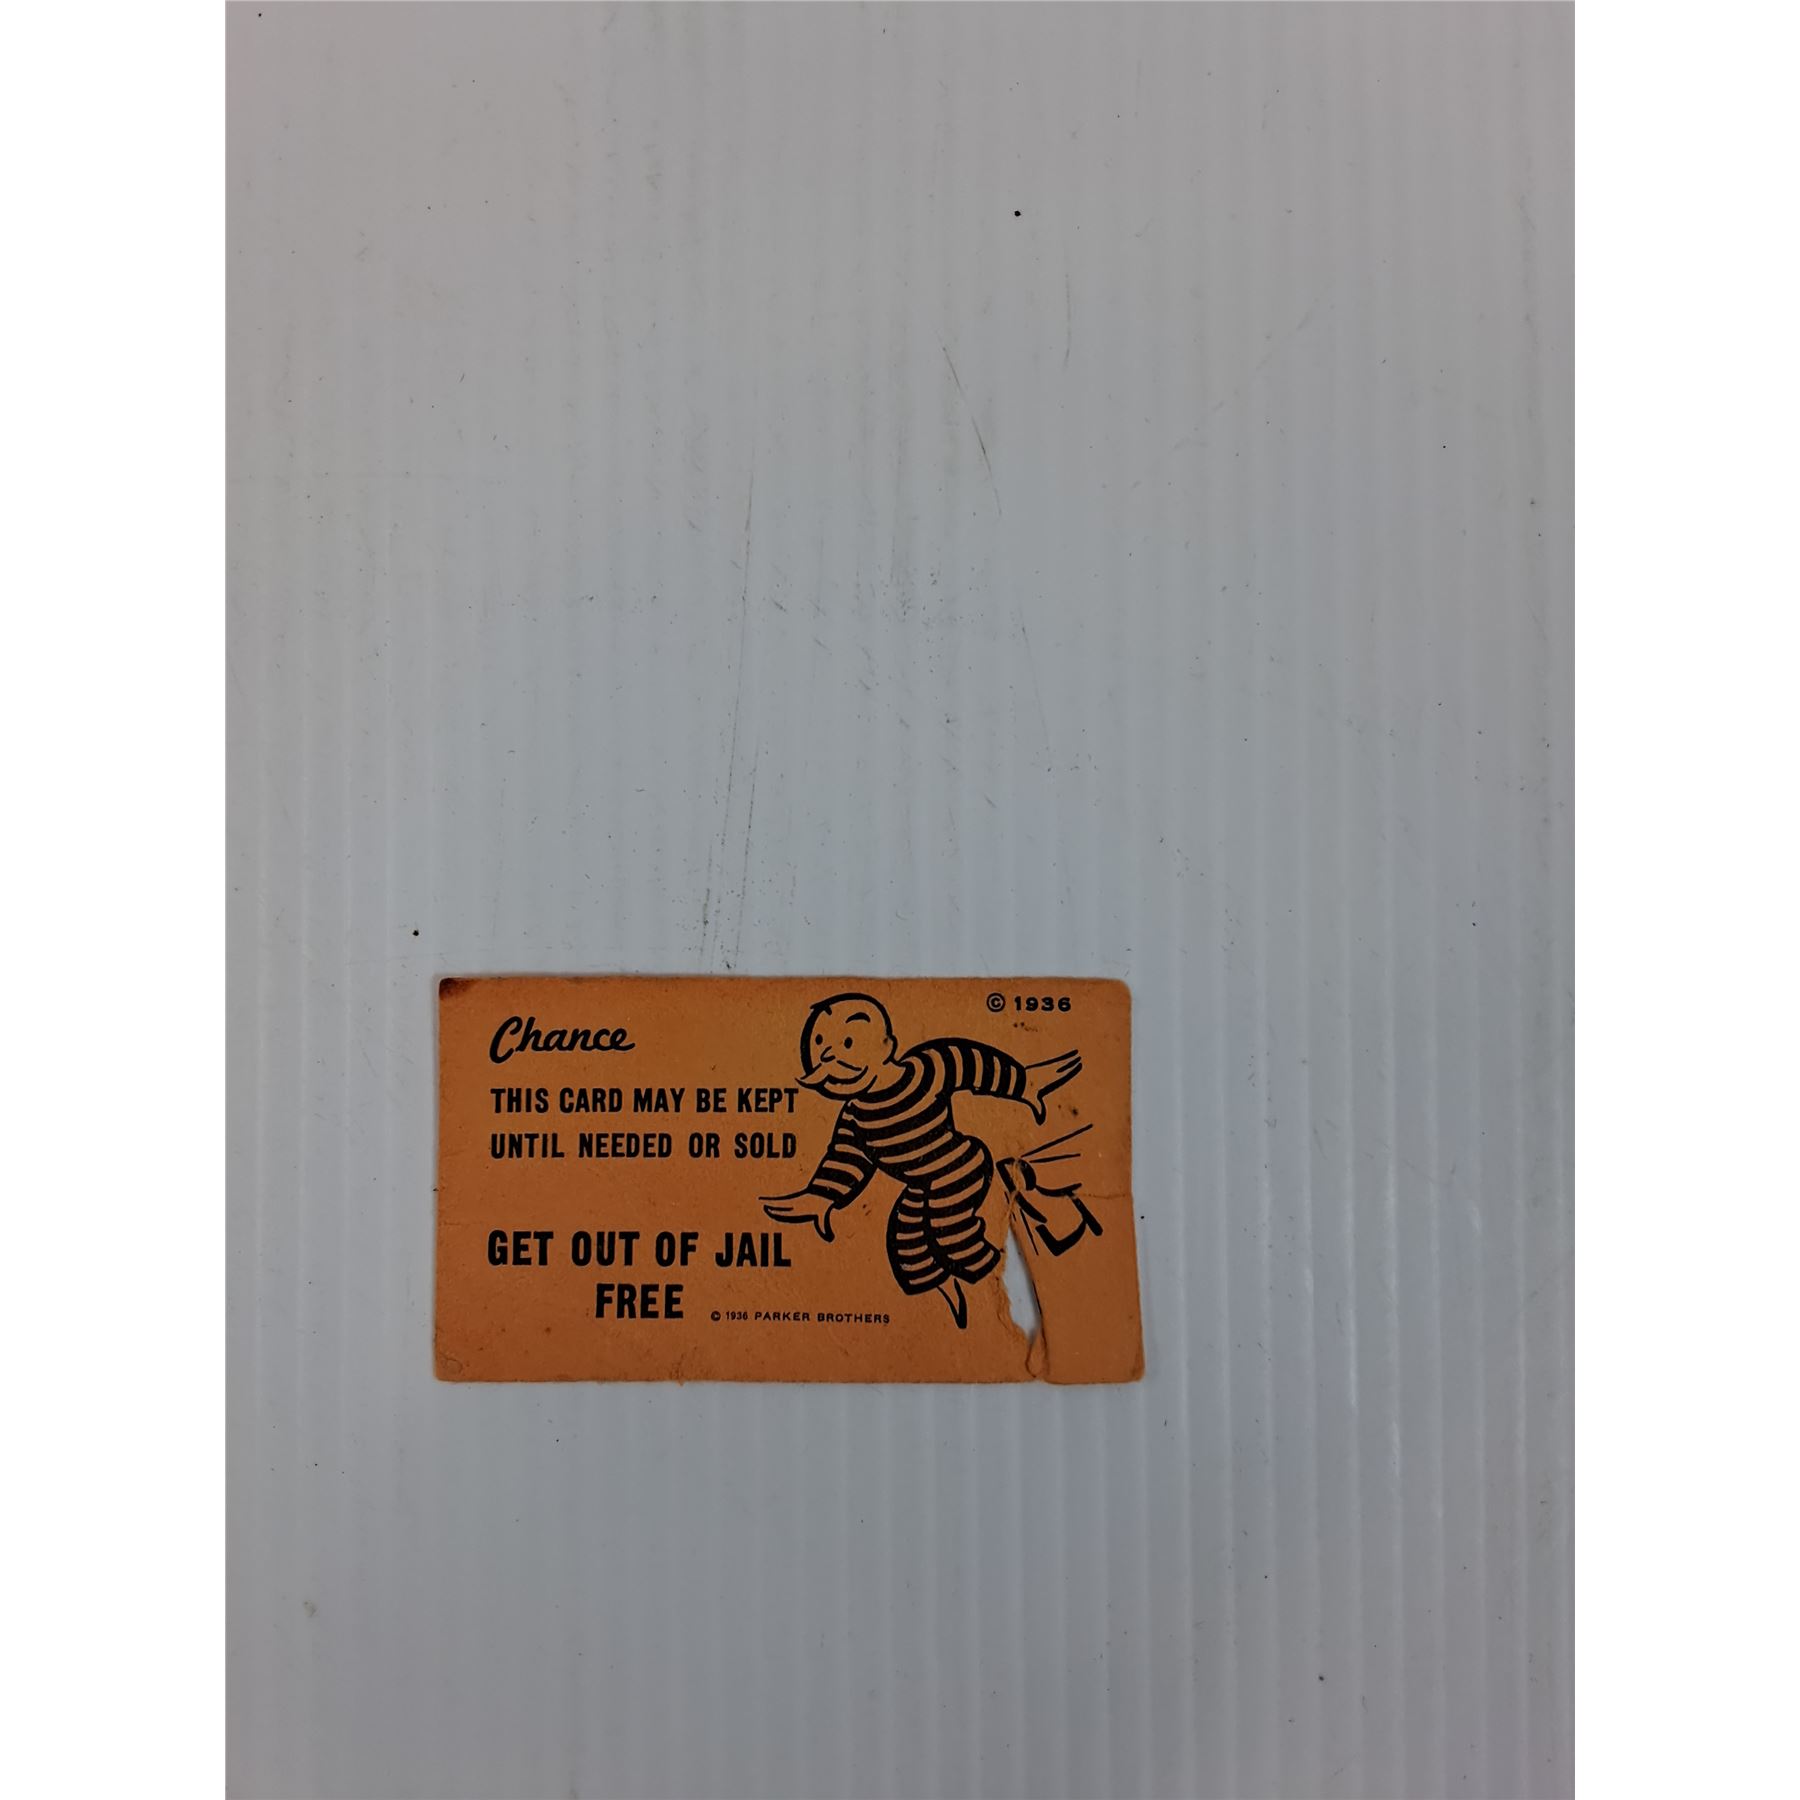 © 1936
Chance
THIS CARD MAY BE KEPT
UNTIL NEEDED OR SOLD
GET OUT OF JAIL
FREE
© 1936 PARKER BROTHERS